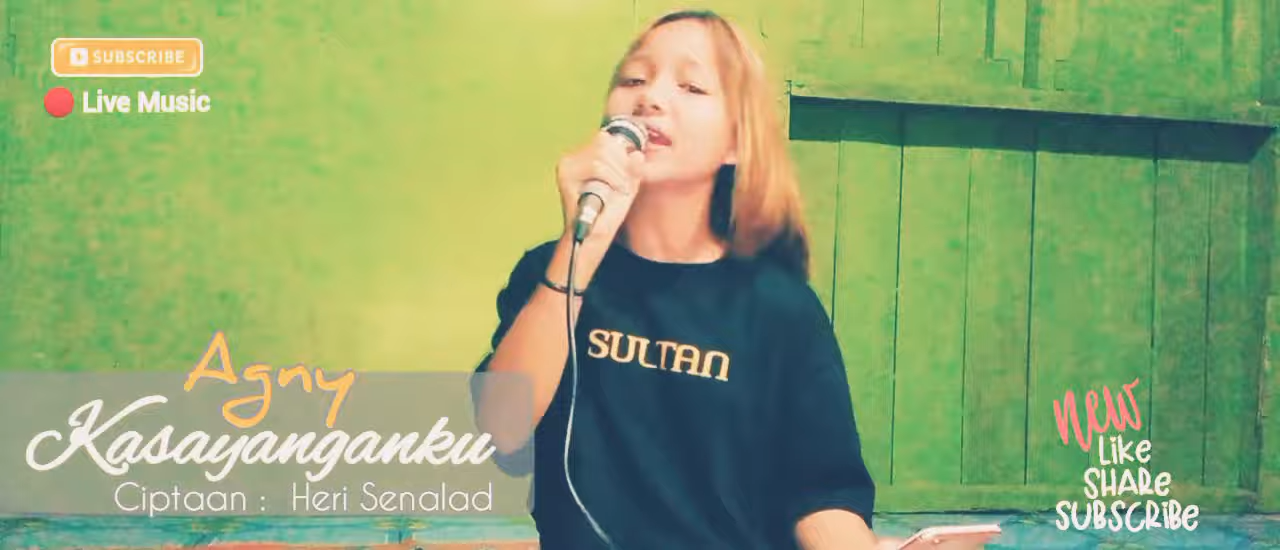 SUBSCRIBE
Live Music
SULTAN
Agny
Kasayanganku
Ciptaan : Heri Senalad
new
Like
SHARe
SUBSCRiBe